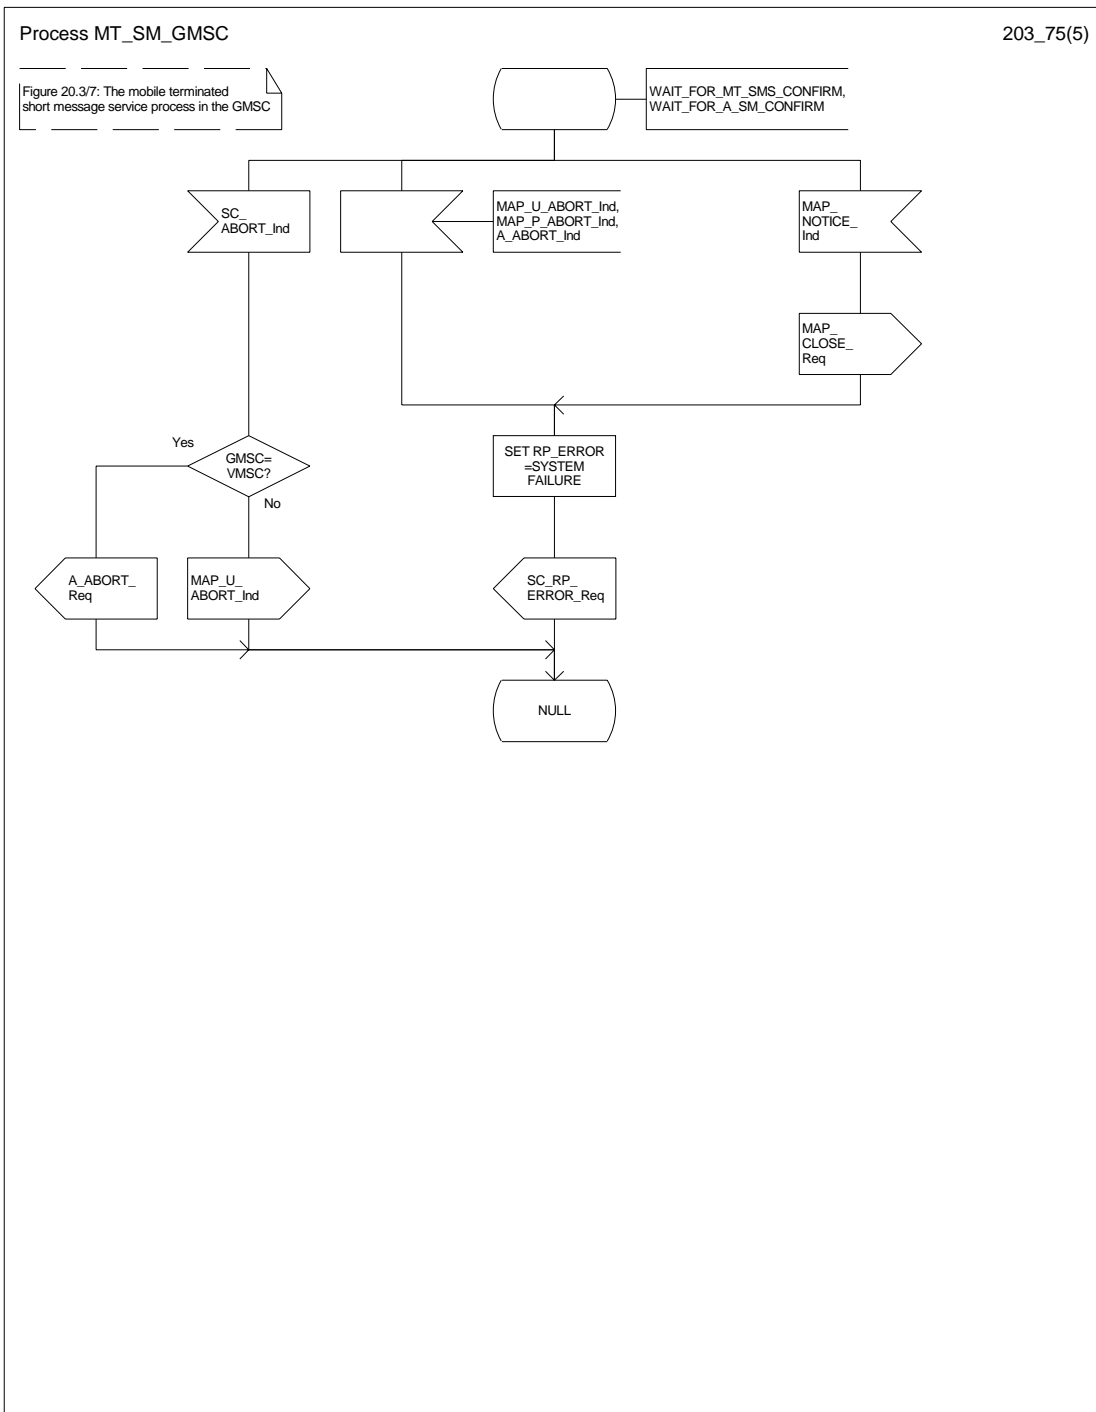 Process MT_SM_GMSC
203_75(5)
Figure 20.3/7: The mobile terminated
short message service process in the GMSC
WAIT_FOR_MT_SMS_CONFIRM,
WAIT_FOR_A_SM_CONFIRM
SC_
ABORT_Ind
MAP_U_ABORT_Ind,
MAP_P_ABORT_Ind,
A_ABORT_Ind
MAP_
NOTICE_
Ind
MAP_
CLOSE_
Req
Yes
GMSC=
VMSC?
No
SET RP_ERROR
=SYSTEM
FAILURE
A_ABORT_
Req
MAP_U_
ABORT_Ind
SC_RP_
ERROR_Req
NULL